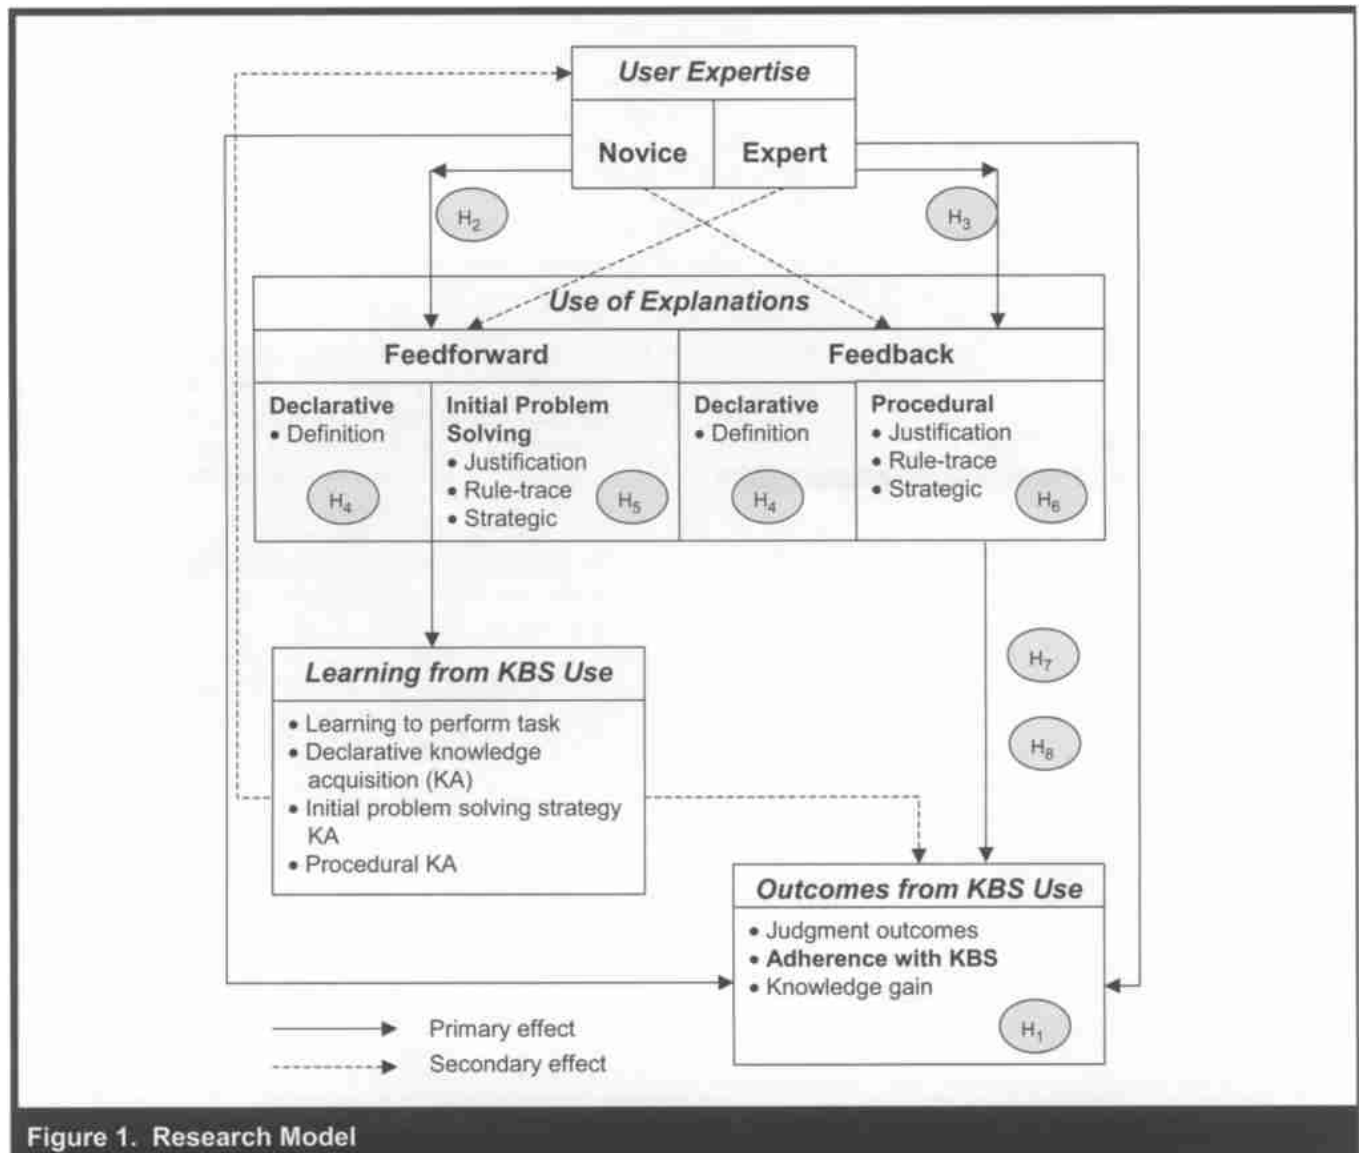 User Expertise
Novice
Expert
H2
H3
Use of Explanations
Feedforward
Feedback
Declarative
• Definition
H4
Initial Problem
Solving
• Justification
• Rule-trace
• Strategic
H5
Declarative
• Definition
H4
Procedural
• Justification
• Rule-trace
• Strategic
H6
Learning from KBS Use
• Learning to perform task
• Declarative knowledge
acquisition (KA)
• Initial problem solving strategy
KA
• Procedural KA
H7
H8
Outcomes from KBS Use
• Judgment outcomes
• Adherence with KBS
• Knowledge gain
H1
Primary effect
Secondary effect
Figure 1. Research Model